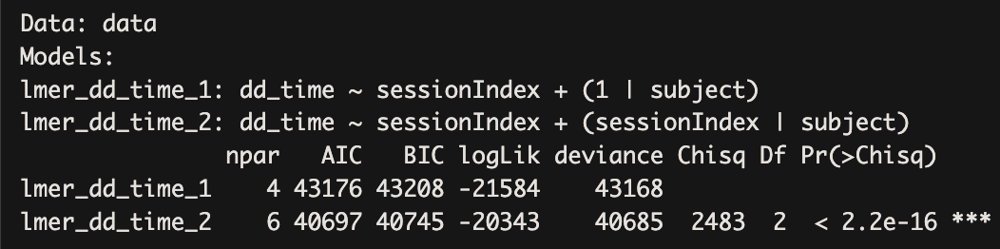 Data: data
Models:
lmer_dd_time_1: dd_time ~ sessionIndex + (1 | subject)
lmer_dd_time_2: dd_time ~ sessionIndex + (sessionIndex | subject)
npar AIC BIC logLik deviance Chisq Df Pr(>Chisq)
lmer_dd_time_1 4 43176 43208 -21584 43168
lmer_dd_time_2 6 40697 40745 -20343 40685 2483 2 < 2.2e-16 ***